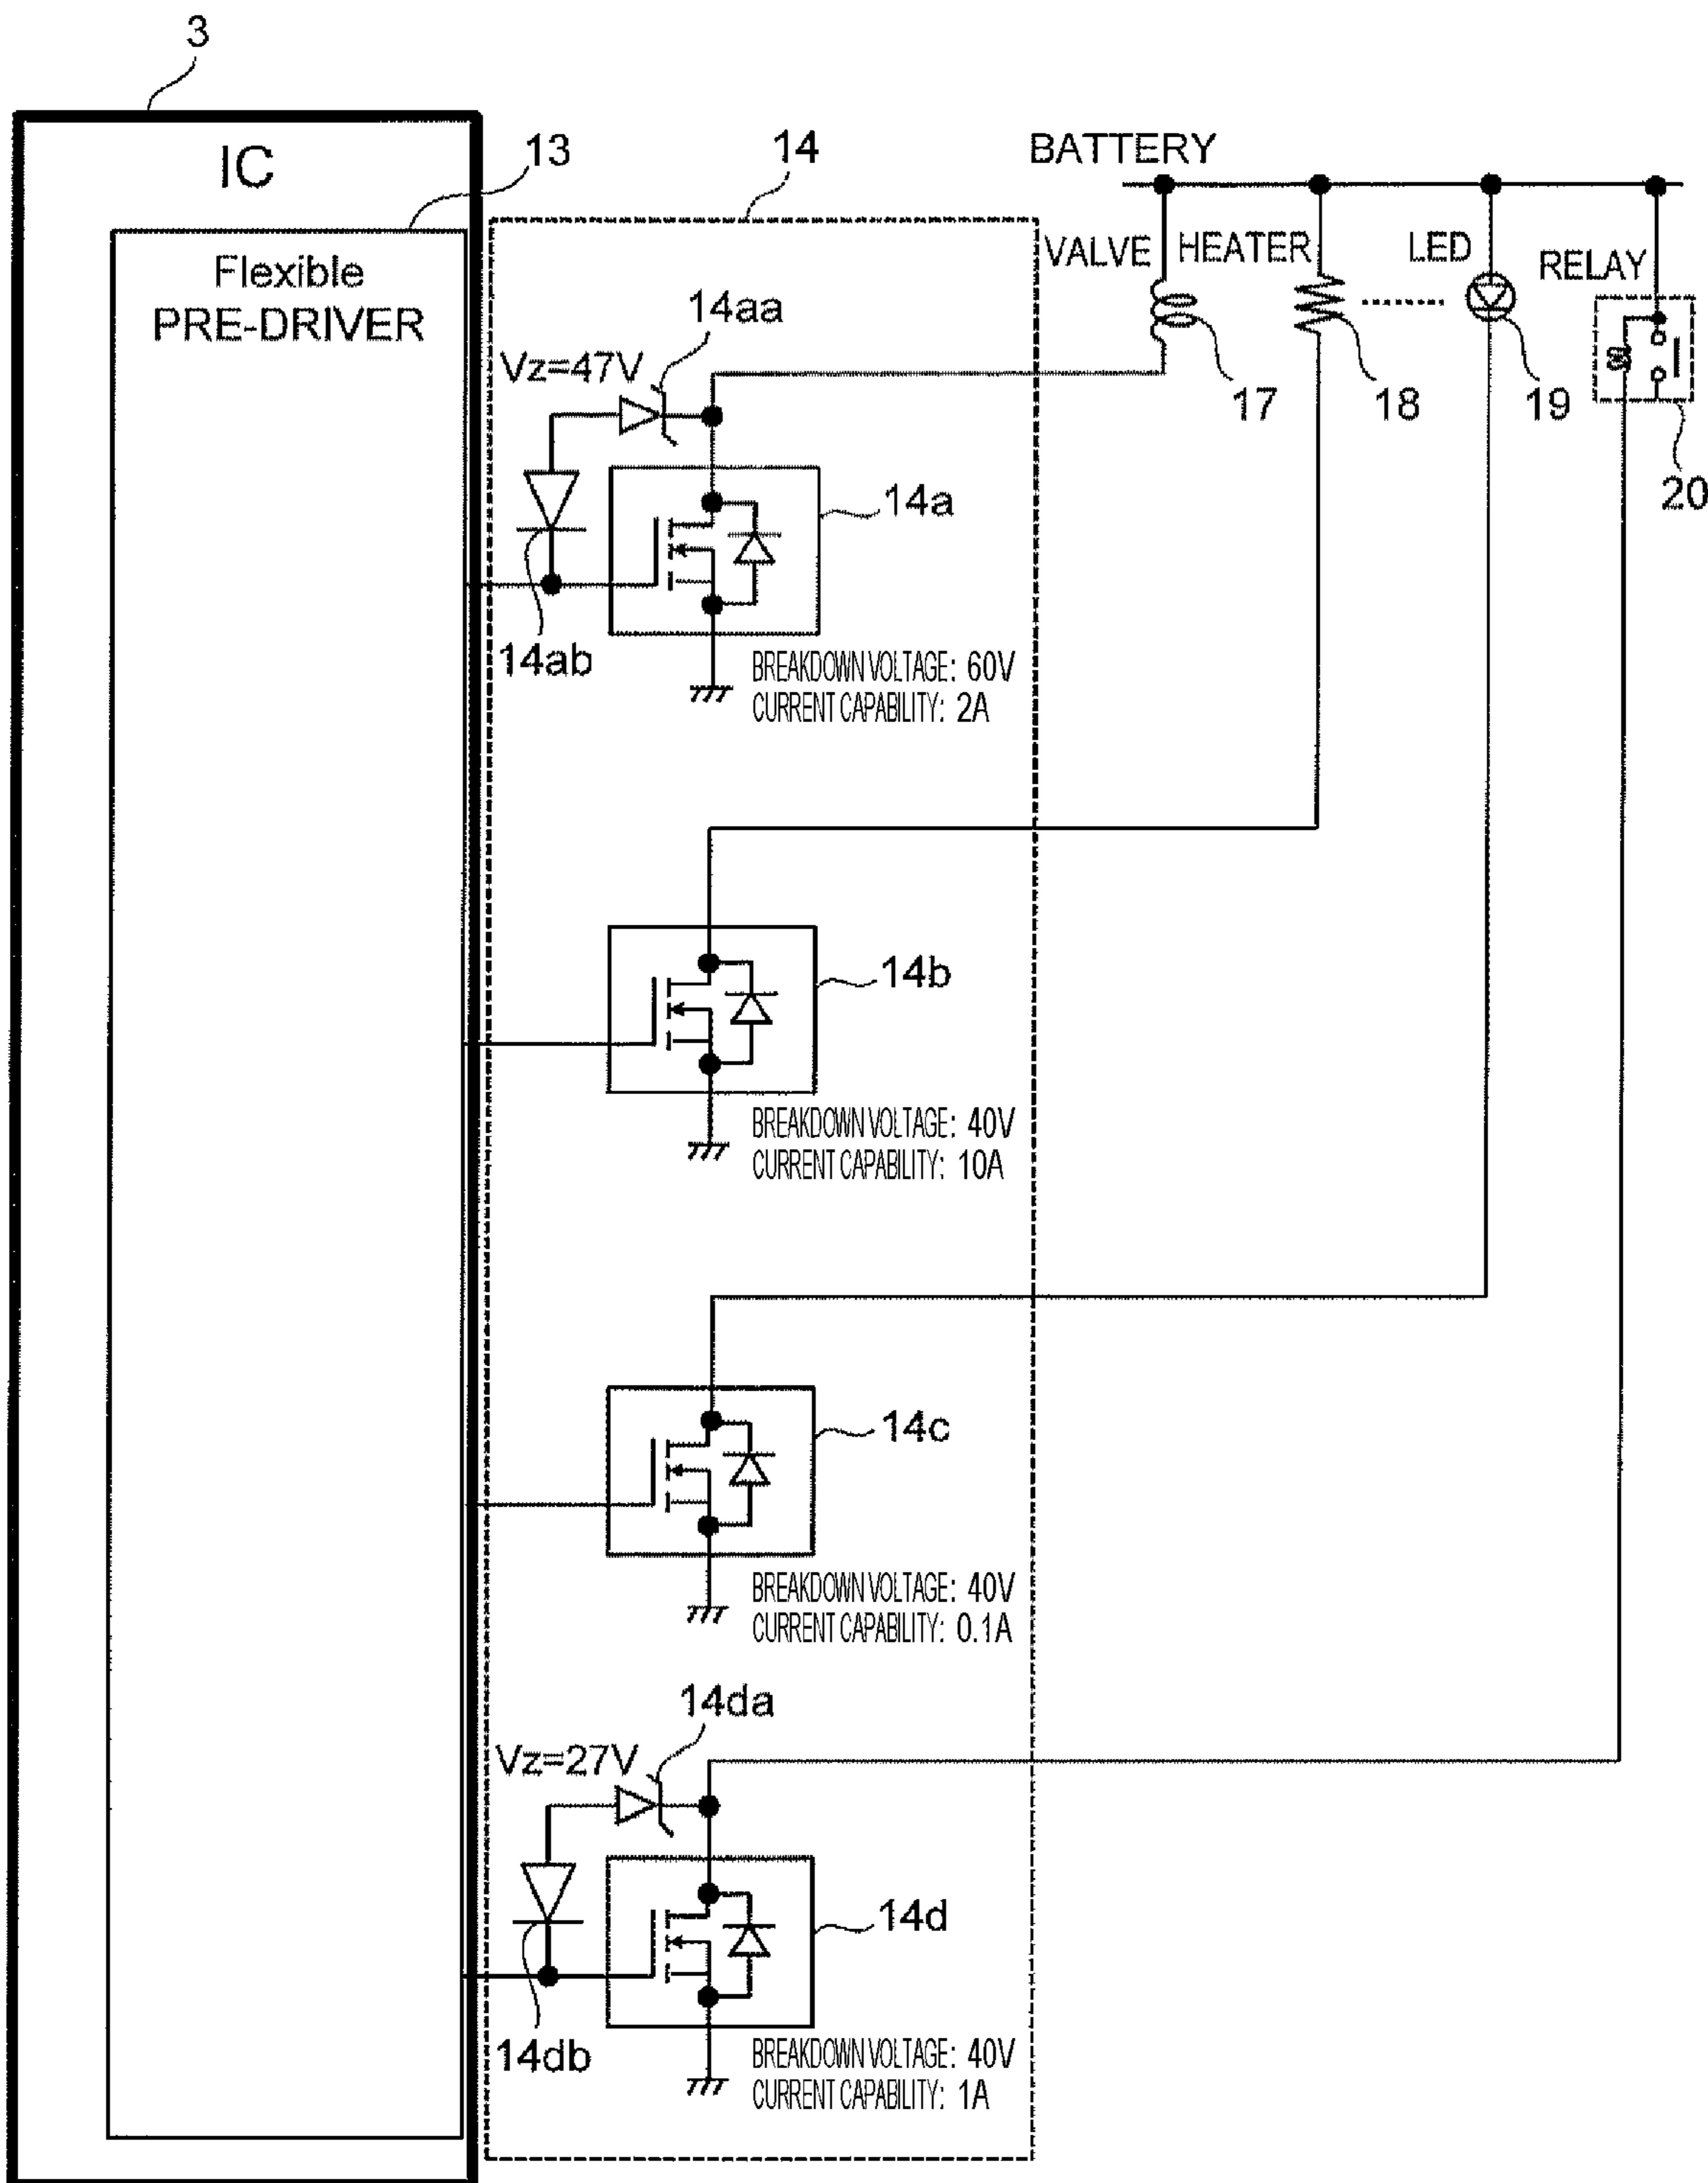 3
IC
13
14
BATTERY
Flexible
PRE-DRIVER
VALVE
HEATER
LED
RELAY
14aa
Vz=47V
17
18
19
20
14a
14ab
BREAKDOWN VOLTAGE: 60V
CURRENT CAPABILITY: 2A
14b
BREAKDOWN VOLTAGE: 40V
CURRENT CAPABILITY: 10A
14c
BREAKDOWN VOLTAGE: 40V
CURRENT CAPABILITY: 0.1A
14da
Vz=27V
14d
14db
BREAKDOWN VOLTAGE: 40V
CURRENT CAPABILITY: 1A